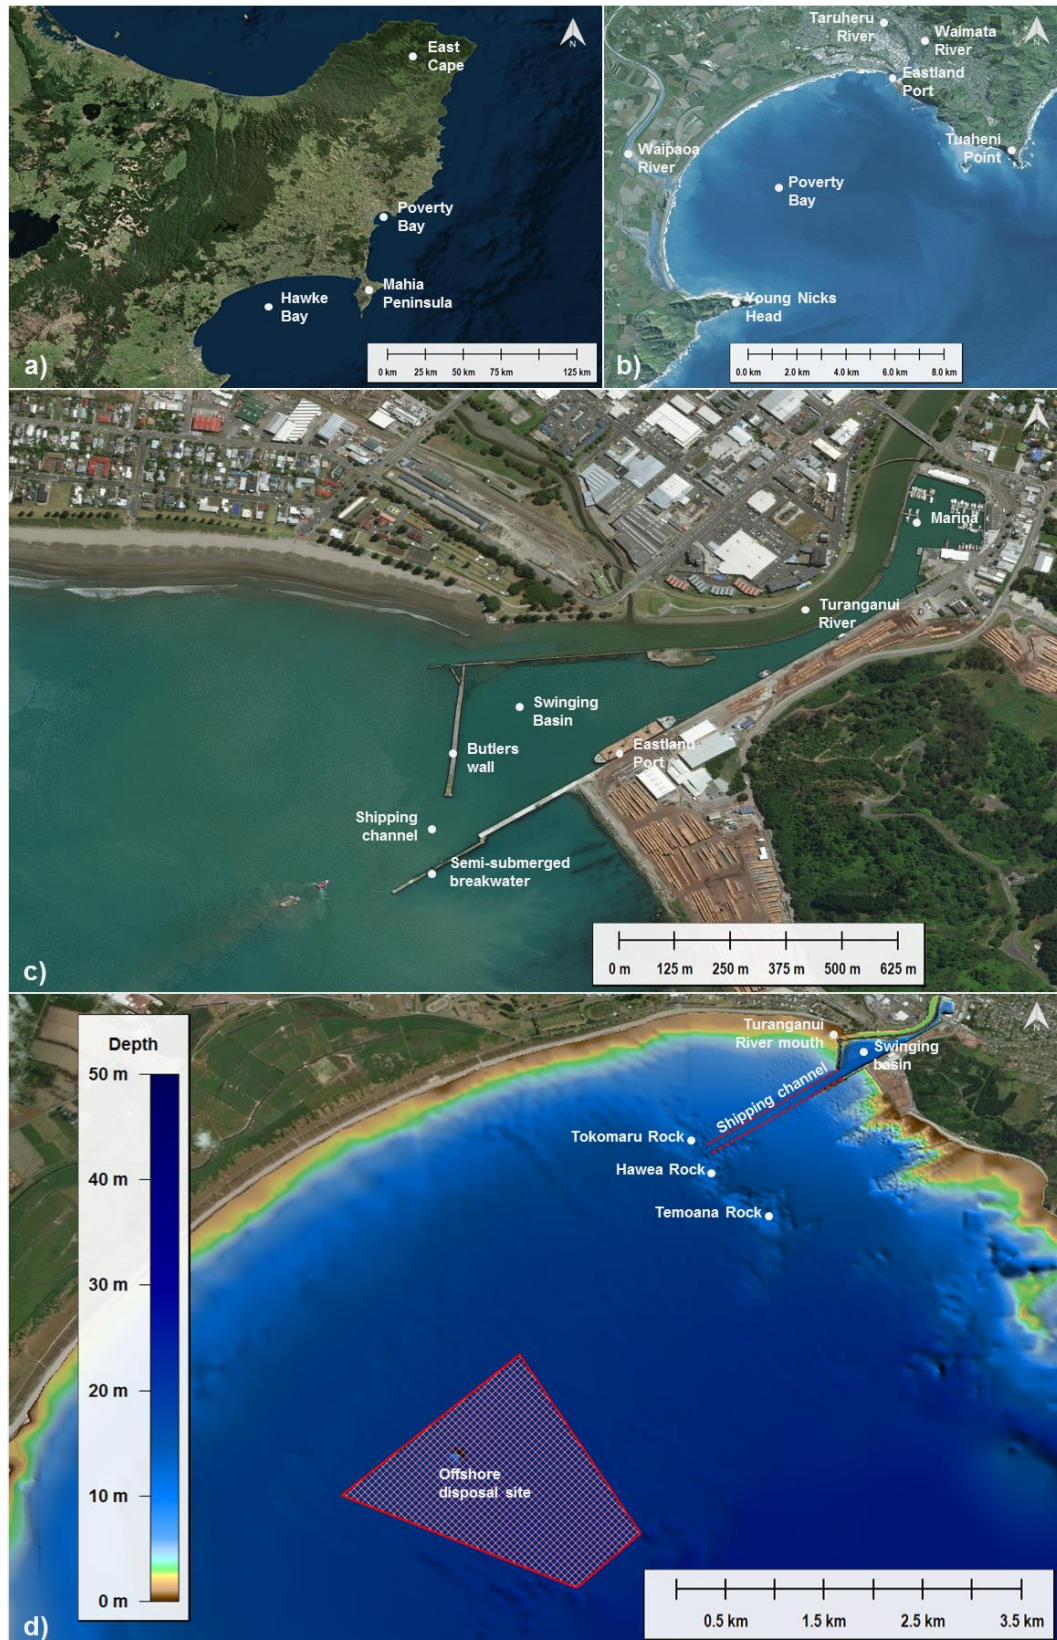 N
East
Cape
Poverty
Bay
Mahia
Peninsula
Hawke
Bay
0 km 25 km 50 km 75 km 125 km
a)
N
Taruheru
River
Waimata
River
Eastland
Port
Tuaheni
Point
Waipaoa
River
Poverty
Bay
Young Nicks
Head
0.0 km 2.0 km 4.0 km 6.0 km 8.0 km
b)
N
Marina
Turanganui
River
Swinging
Basin
Butlers
wall
Eastland
Port
Shipping
channel
Semi-submerged
breakwater
0 m 125 m 250 m 375 m 500 m 625 m
c)
N
Depth
50 m
40 m
30 m
20 m
10 m
0 m
Turanganui
River mouth
Swinging
basin
Shipping channel
Tokomaru Rock
Hawea Rock
Temoana Rock
Offshore
disposal site
0.5 km 1.5 km 2.5 km 3.5 km
d)